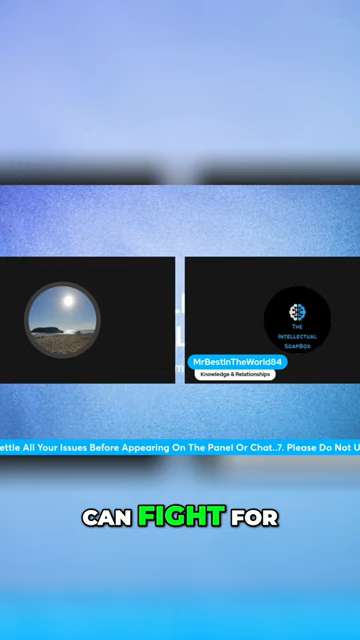 THE
INTELLECTUAL
SOAPBOX
MrBestInTheWorld84
Knowledge & Relationships
ettle All Your Issues Before Appearing On The Panel Or Chat..7. Please Do Not U
CAN FIGHT FOR